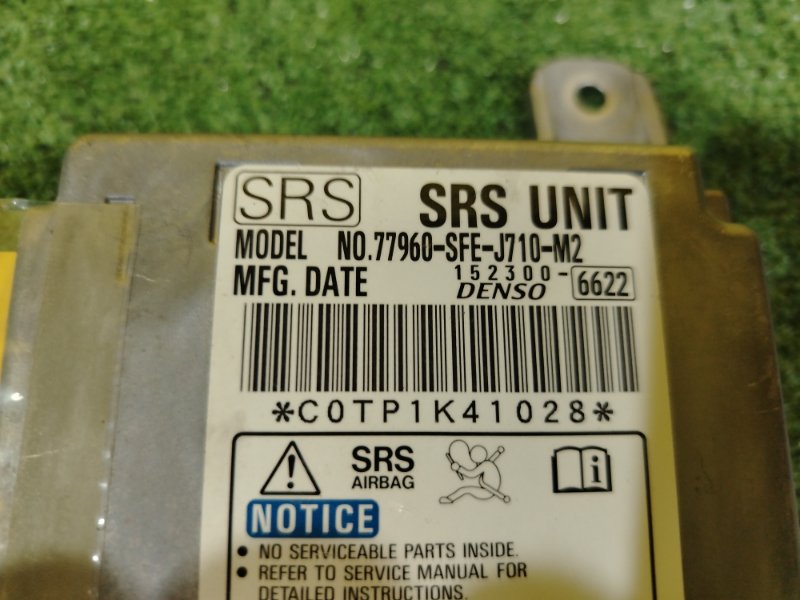 SRS SRS UNIT
MODEL NO.77960-SFE-J710-M2
MFG. DATE 152300-6622
DENSO
*C0TP1K41028*
SRS
AIRBAG
i
NOTICE
• NO SERVICEABLE PARTS INSIDE.
• REFER TO SERVICE MANUAL FOR
DETAILED INSTRUCTIONS.